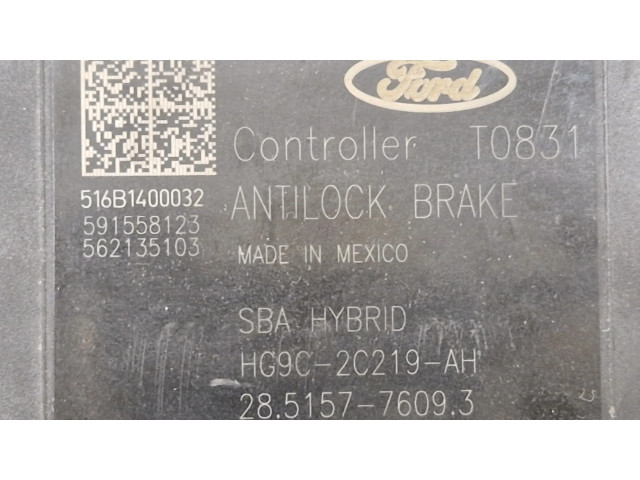 Ford
Controller T0831
516B1400032
591558123
562135103
ANTILOCK BRAKE
MADE IN MEXICO
SBA HYBRID
HG9C-2C219-AH
28.5157-7609.3